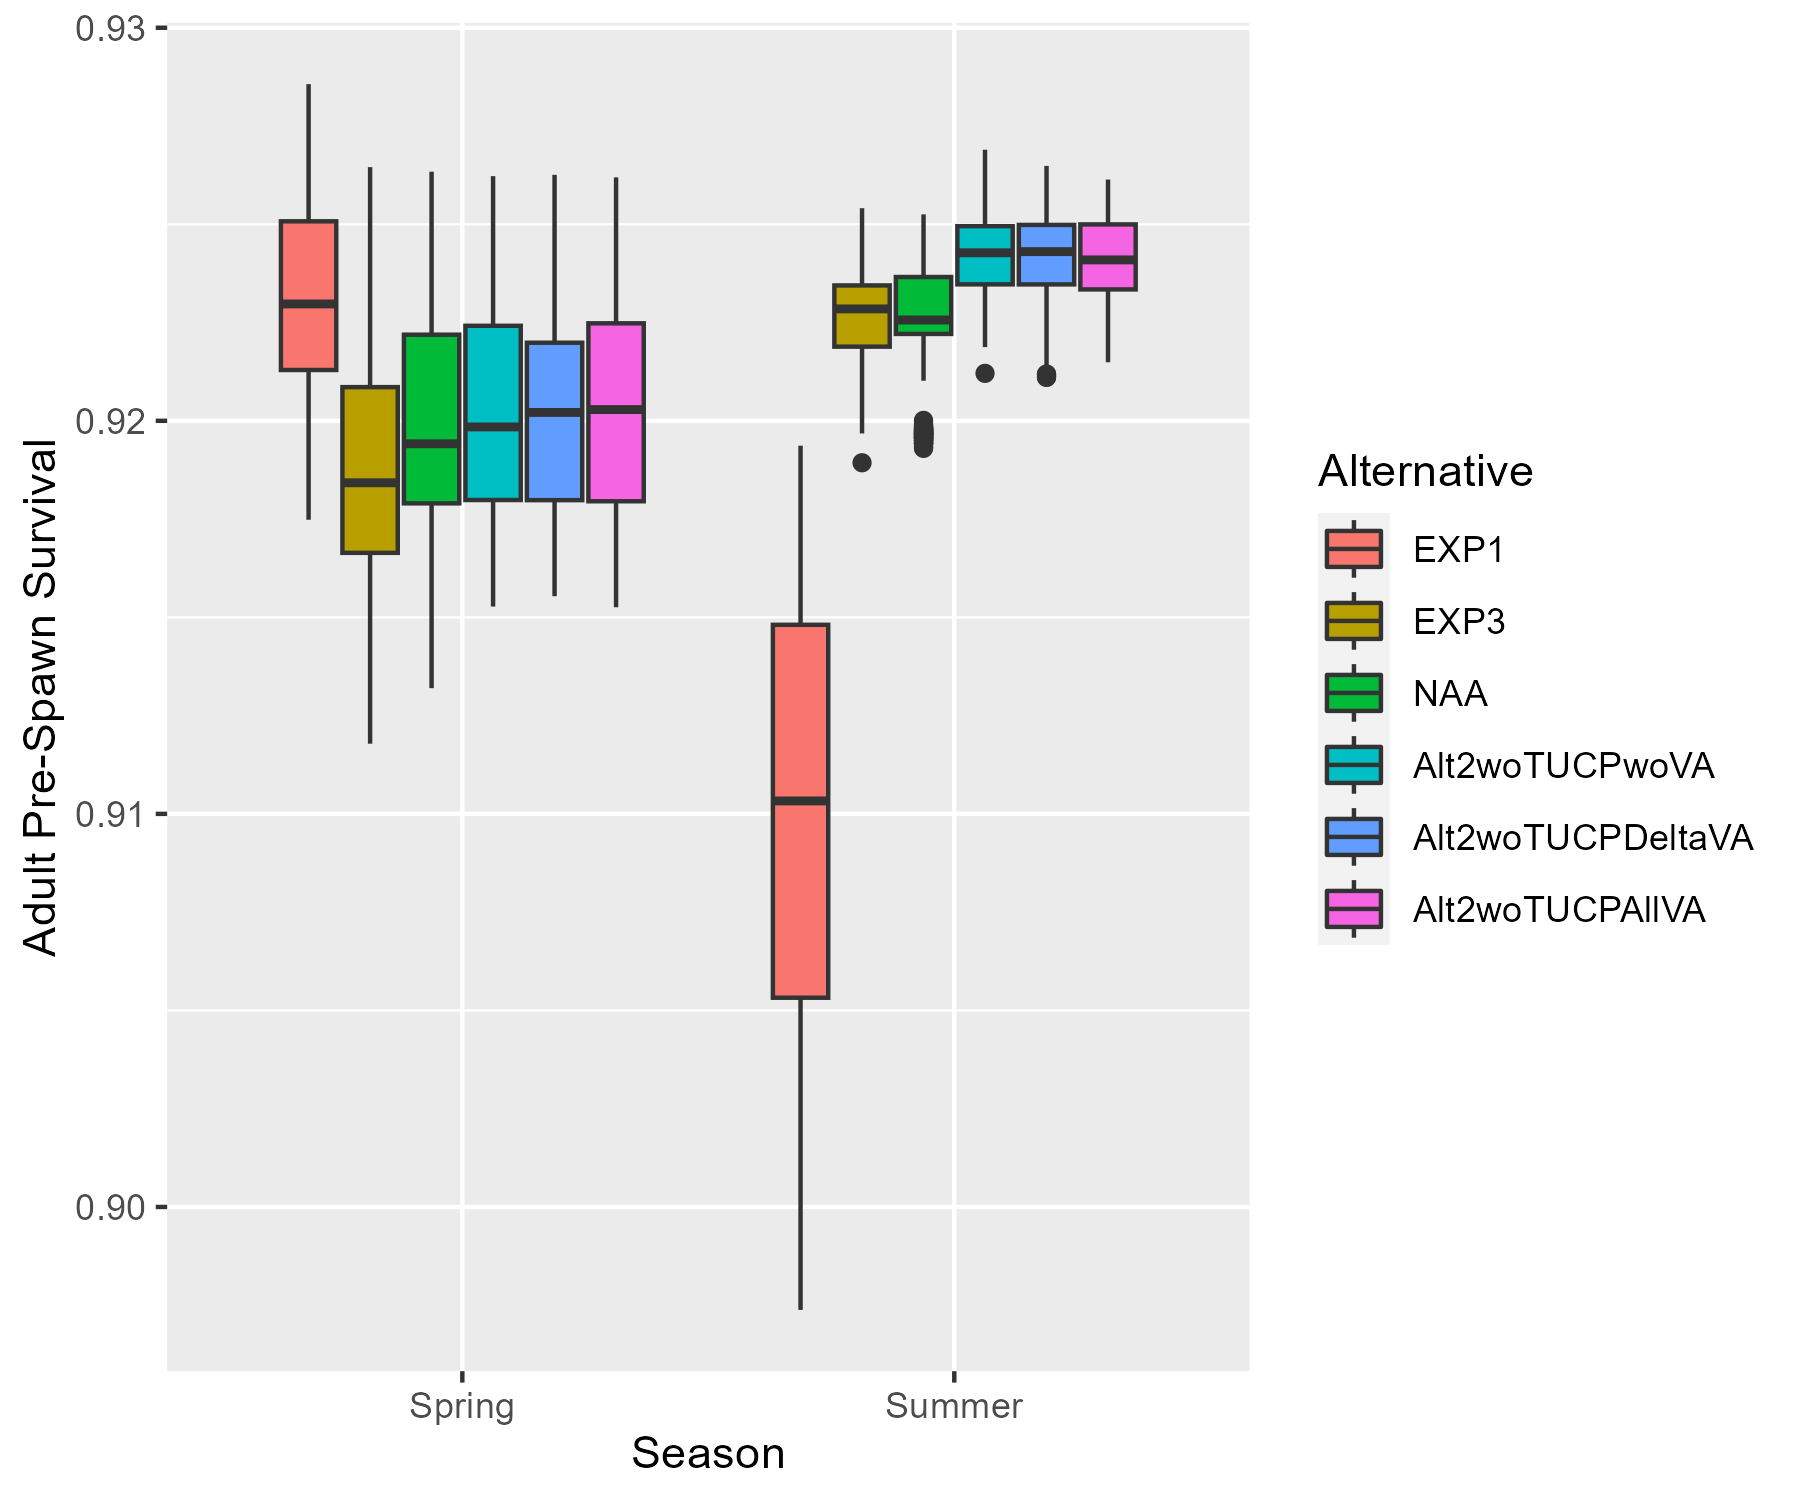 Adult Pre-Spawn Survival
0.93
0.92
0.91
0.90
Spring
Summer
Season
Alternative
EXP1
EXP3
NAA
Alt2woTUCPwoVA
Alt2woTUCPDeltaVA
Alt2woTUCPAllVA